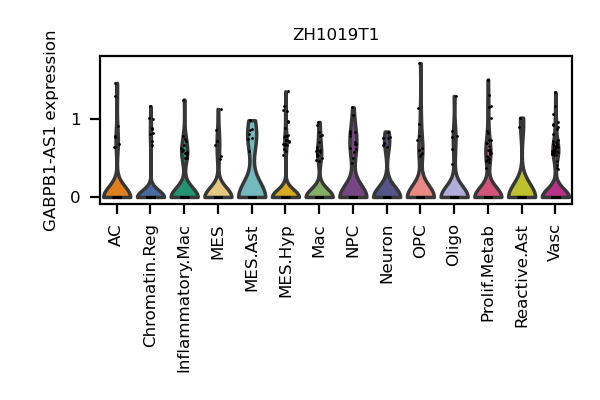 ZH1019T1
GABPB1-AS1 expression
1
0
AC
Chromatin.Reg
Inflammatory.Mac
MES
MES.Ast
MES.Hyp
Mac
NPC
Neuron
OPC
Oligo
Prolif.Metab
Reactive.Ast
Vasc